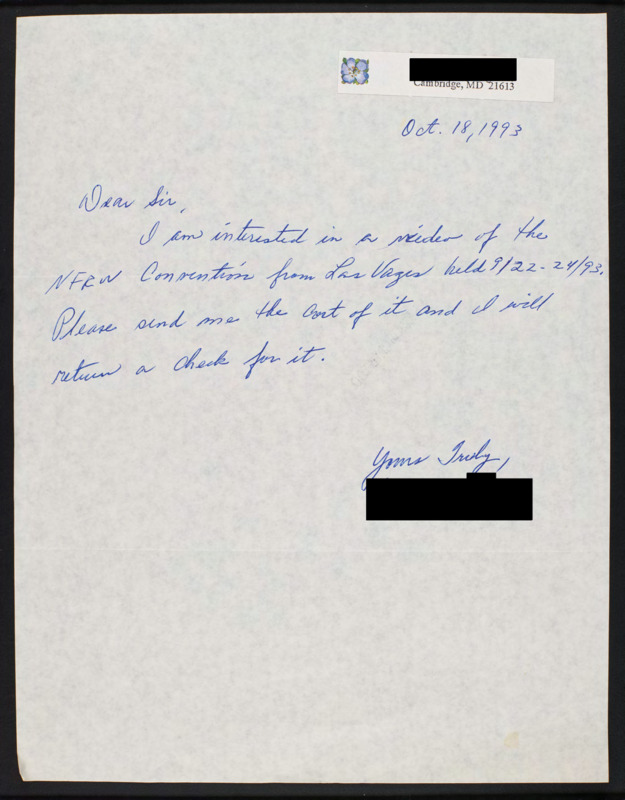 Cambridge, MD 21613
Oct. 18, 1993
Dear Sir,
I am interested in a video of the
NFRW Convention from Las Vages held 9/22-24/93.
Please send me the cost of it and I will
return a check for it.
Yours Truly,